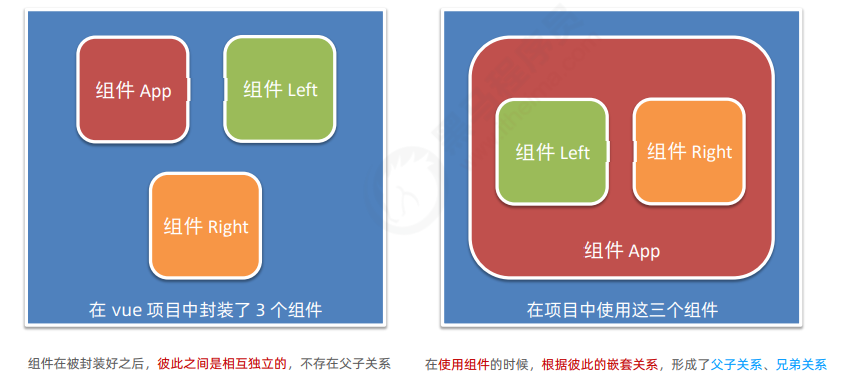 组件 App
组件 Left
组件 Right
在 vue 项目中封装了 3 个组件
组件在被封装好之后，彼此之间是相互独立的，不存在父子关系
组件 Left
组件 Right
组件 App
在项目中使用这三个组件
在使用组件的时候，根据彼此的嵌套关系，形成了父子关系、兄弟关系